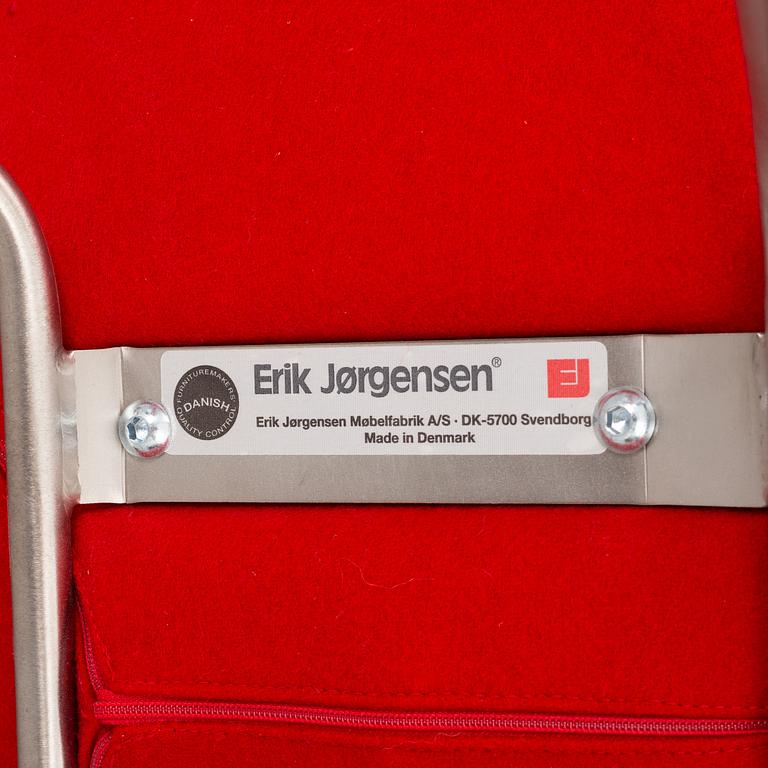 FURNITUREMAKERS'
DANISH
QUALITY CONTROL
Erik Jørgensen®
EJ
Erik Jørgensen Møbelfabrik A/S · DK-5700 Svendborg
Made in Denmark